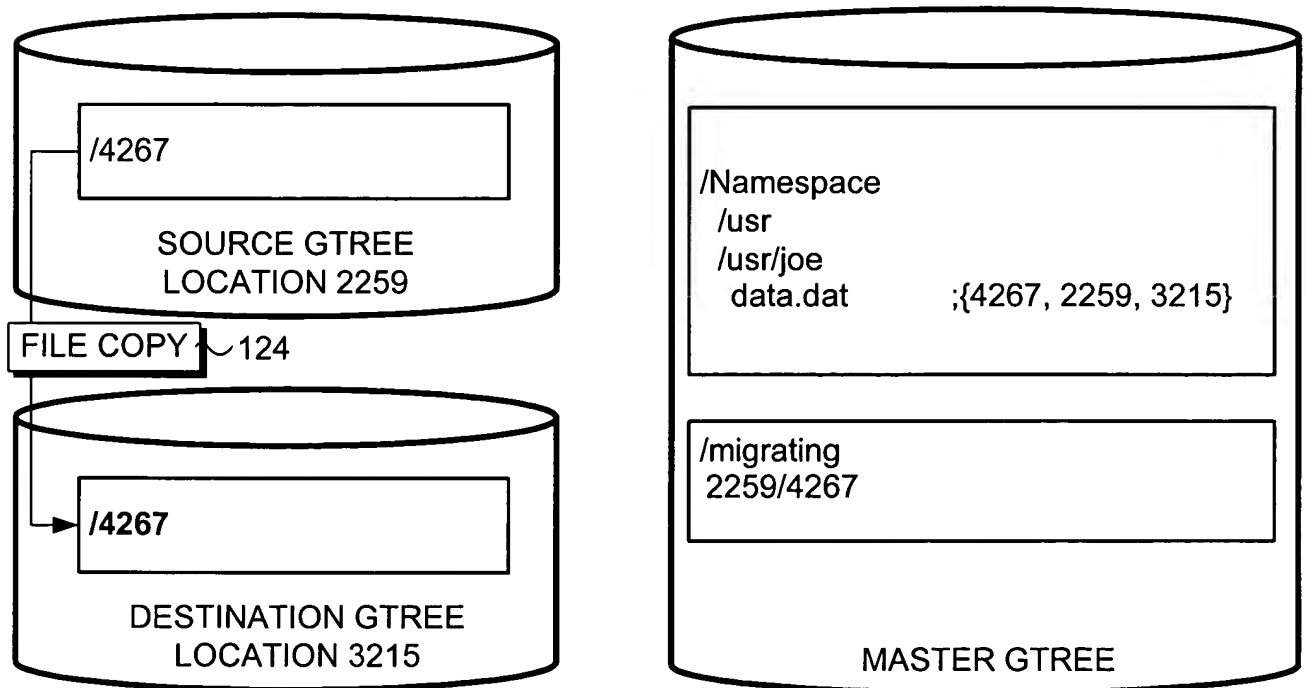 /4267
SOURCE GTREE
LOCATION 2259
FILE COPY 124
/4267
DESTINATION GTREE
LOCATION 3215
/Namespace
/usr
/usr/joe
data.dat ;{4267, 2259, 3215}
/migrating
2259/4267
MASTER GTREE